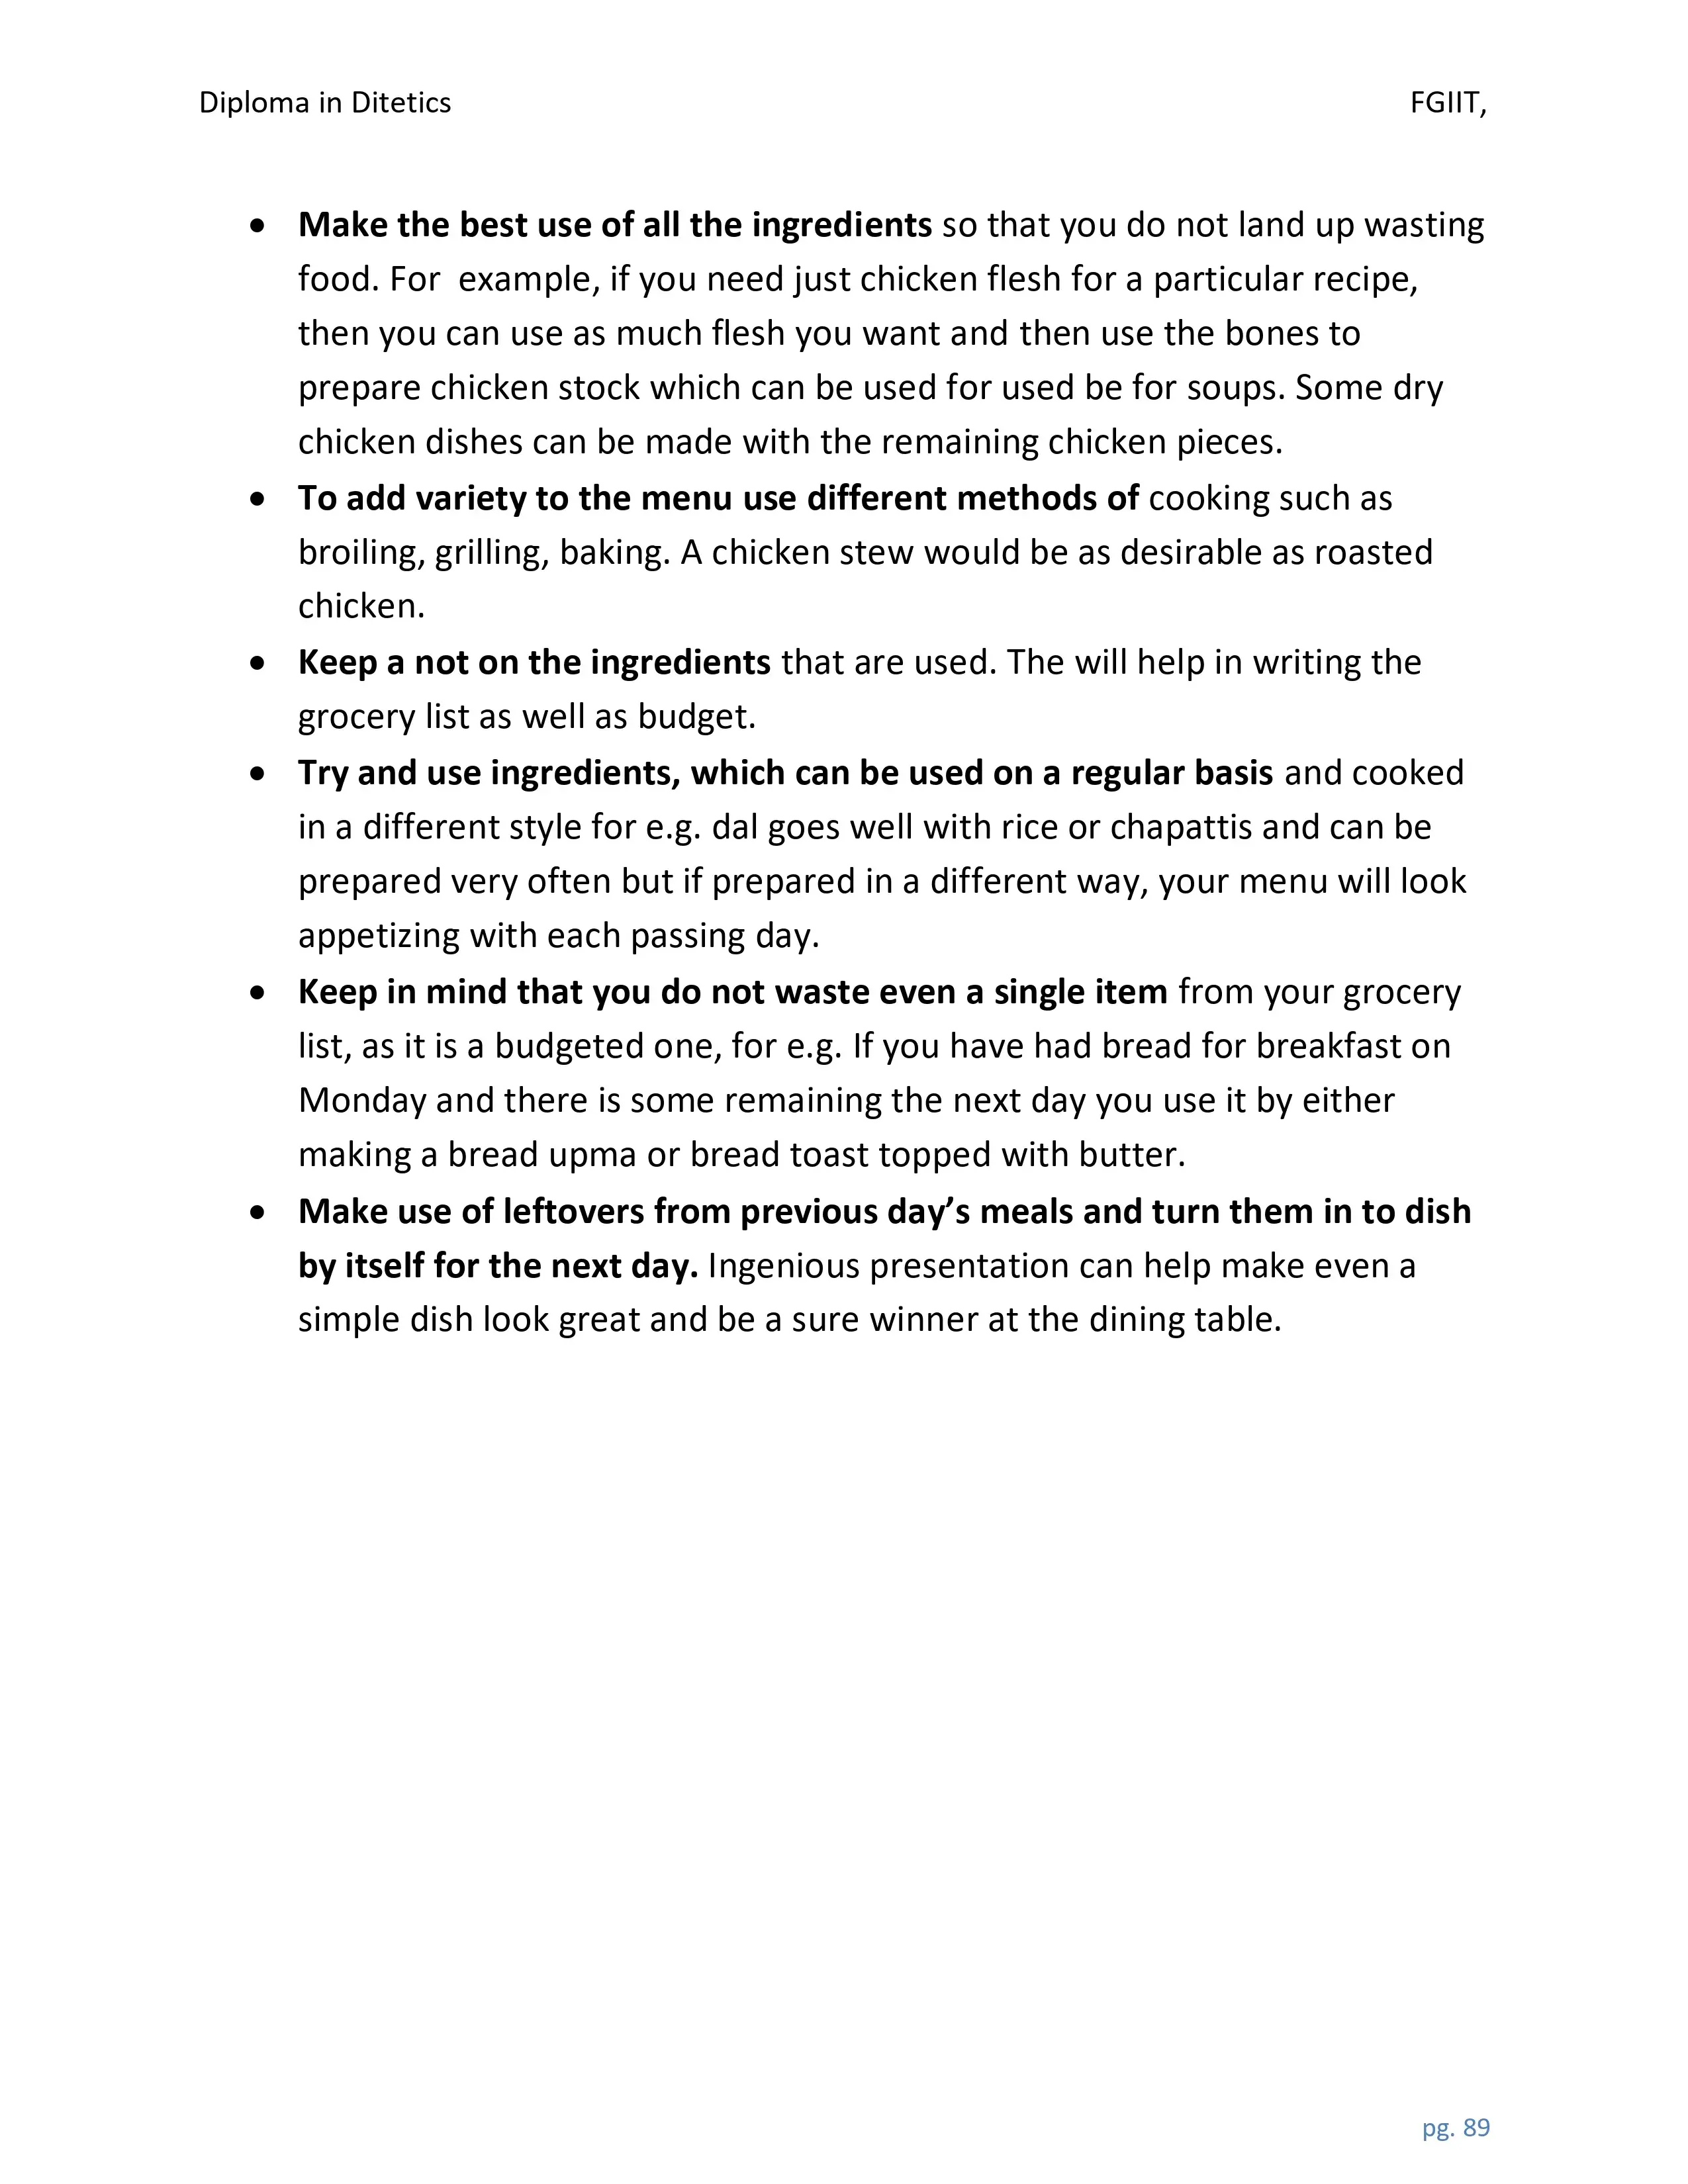 Diploma in Ditetics FGIIT,
• Make the best use of all the ingredients so that you do not land up wasting
food. For  example, if you need just chicken flesh for a particular recipe,
then you can use as much flesh you want and then use the bones to
prepare chicken stock which can be used for used be for soups. Some dry
chicken dishes can be made with the remaining chicken pieces.
• To add variety to the menu use different methods of cooking such as
broiling, grilling, baking. A chicken stew would be as desirable as roasted
chicken.
• Keep a not on the ingredients that are used. The will help in writing the
grocery list as well as budget.
• Try and use ingredients, which can be used on a regular basis and cooked
in a different style for e.g. dal goes well with rice or chapattis and can be
prepared very often but if prepared in a different way, your menu will look
appetizing with each passing day.
• Keep in mind that you do not waste even a single item from your grocery
list, as it is a budgeted one, for e.g. If you have had bread for breakfast on
Monday and there is some remaining the next day you use it by either
making a bread upma or bread toast topped with butter.
• Make use of leftovers from previous day’s meals and turn them in to dish
by itself for the next day. Ingenious presentation can help make even a
simple dish look great and be a sure winner at the dining table.
pg. 89